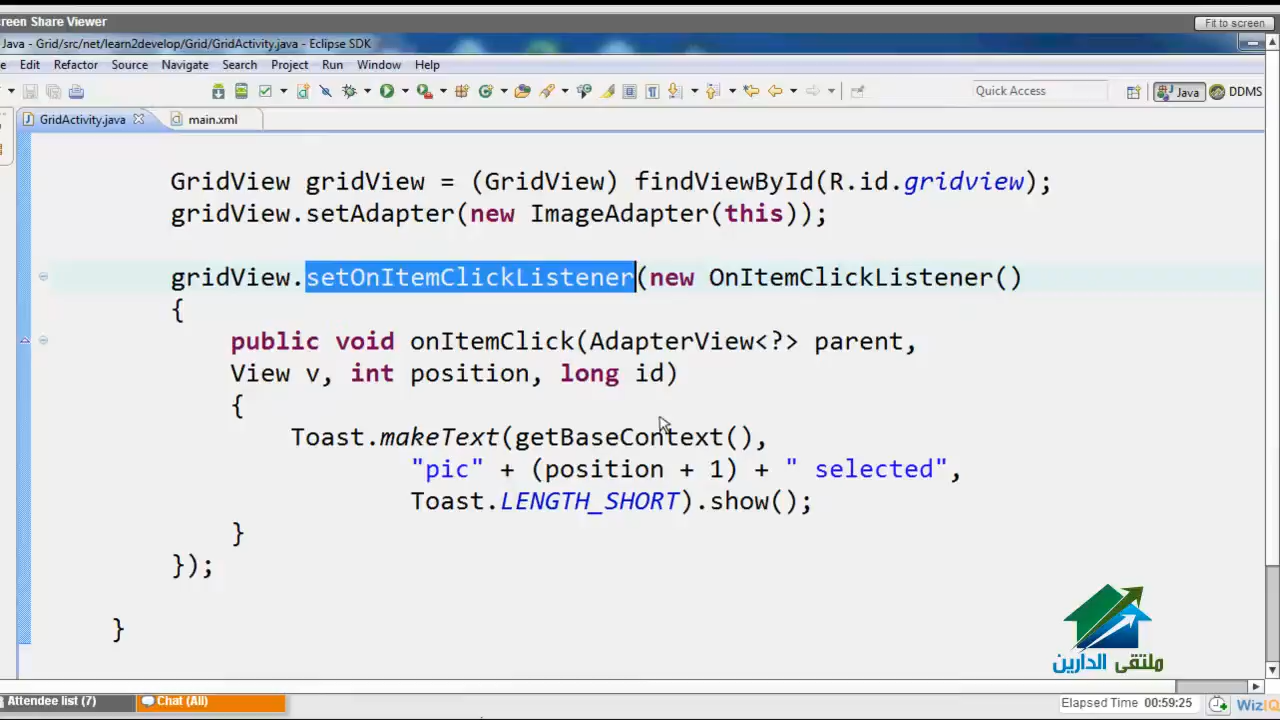 reen Share Viewer
Fit to screen
Java - Grid/src/net/learn2develop/Grid/GridActivity.java - Eclipse SDK
e Edit Refactor Source Navigate Search Project Run Window Help
Quick Access
Java
DDMS
GridActivity.java
main.xml
GridView gridView = (GridView) findViewById(R.id.gridview);
gridView.setAdapter(new ImageAdapter(this));
gridView.setOnItemClickListener(new OnItemClickListener()
{
public void onItemClick(AdapterView<?> parent,
View v, int position, long id)
{
Toast.makeText(getBaseContext(),
"pic" + (position + 1) + " selected",
Toast.LENGTH_SHORT).show();
}
});
}
ملتقى الدارين
Attendee list (7)
Chat (All)
Elapsed Time 00:59:25
WizIQ